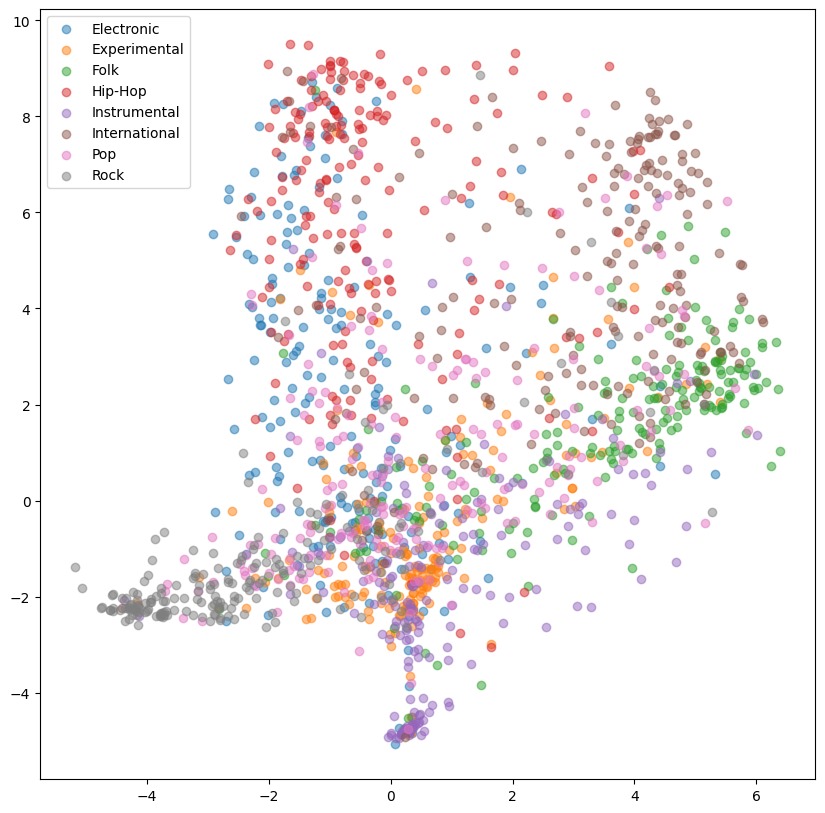 10
8
6
4
2
0
−2
−4
−4
−2
0
2
4
6
Electronic
Experimental
Folk
Hip-Hop
Instrumental
International
Pop
Rock